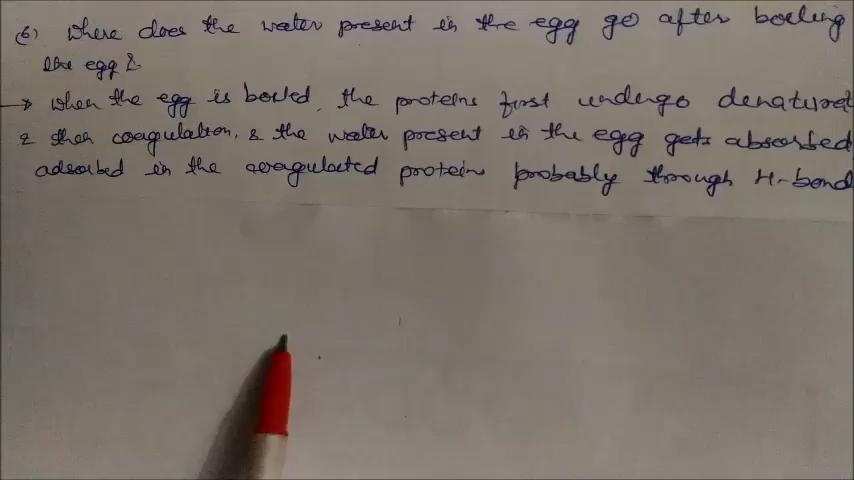 (6) Where does the water present in the egg go after boiling
the egg?
→ When the egg is boiled, the proteins first undergo denaturat
& then coagulation, & the water present in the egg gets absorbed
adsorbed in the coagulated protein probably through H-bond